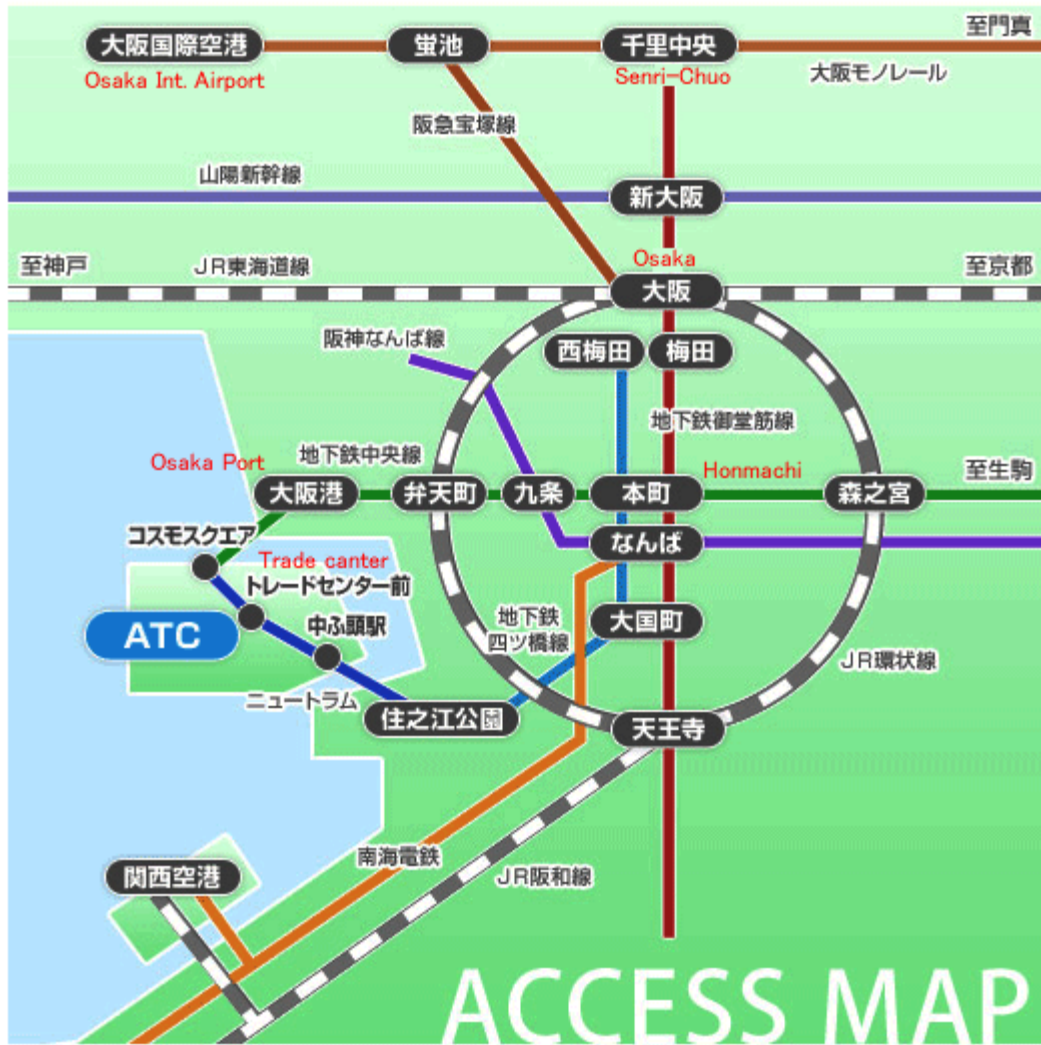 大阪国際空港
蛍池
千里中央
至門真
Osaka Int. Airport
Senri-Chuo
大阪モノレール
阪急宝塚線
山陽新幹線
新大阪
Osaka
至神戸
JR東海道線
大阪
至京都
阪神なんば線
西梅田
梅田
地下鉄御堂筋線
Osaka Port
地下鉄中央線
Honmachi
至生駒
大阪港
弁天町
九条
本町
森之宮
コスモスクエア
なんば
Trade canter
トレードセンター前
ATC
中ふ頭駅
地下鉄
四ツ橋線
大国町
JR環状線
ニュートラム
住之江公園
天王寺
南海電鉄
関西空港
JR阪和線
ACCESS MAP